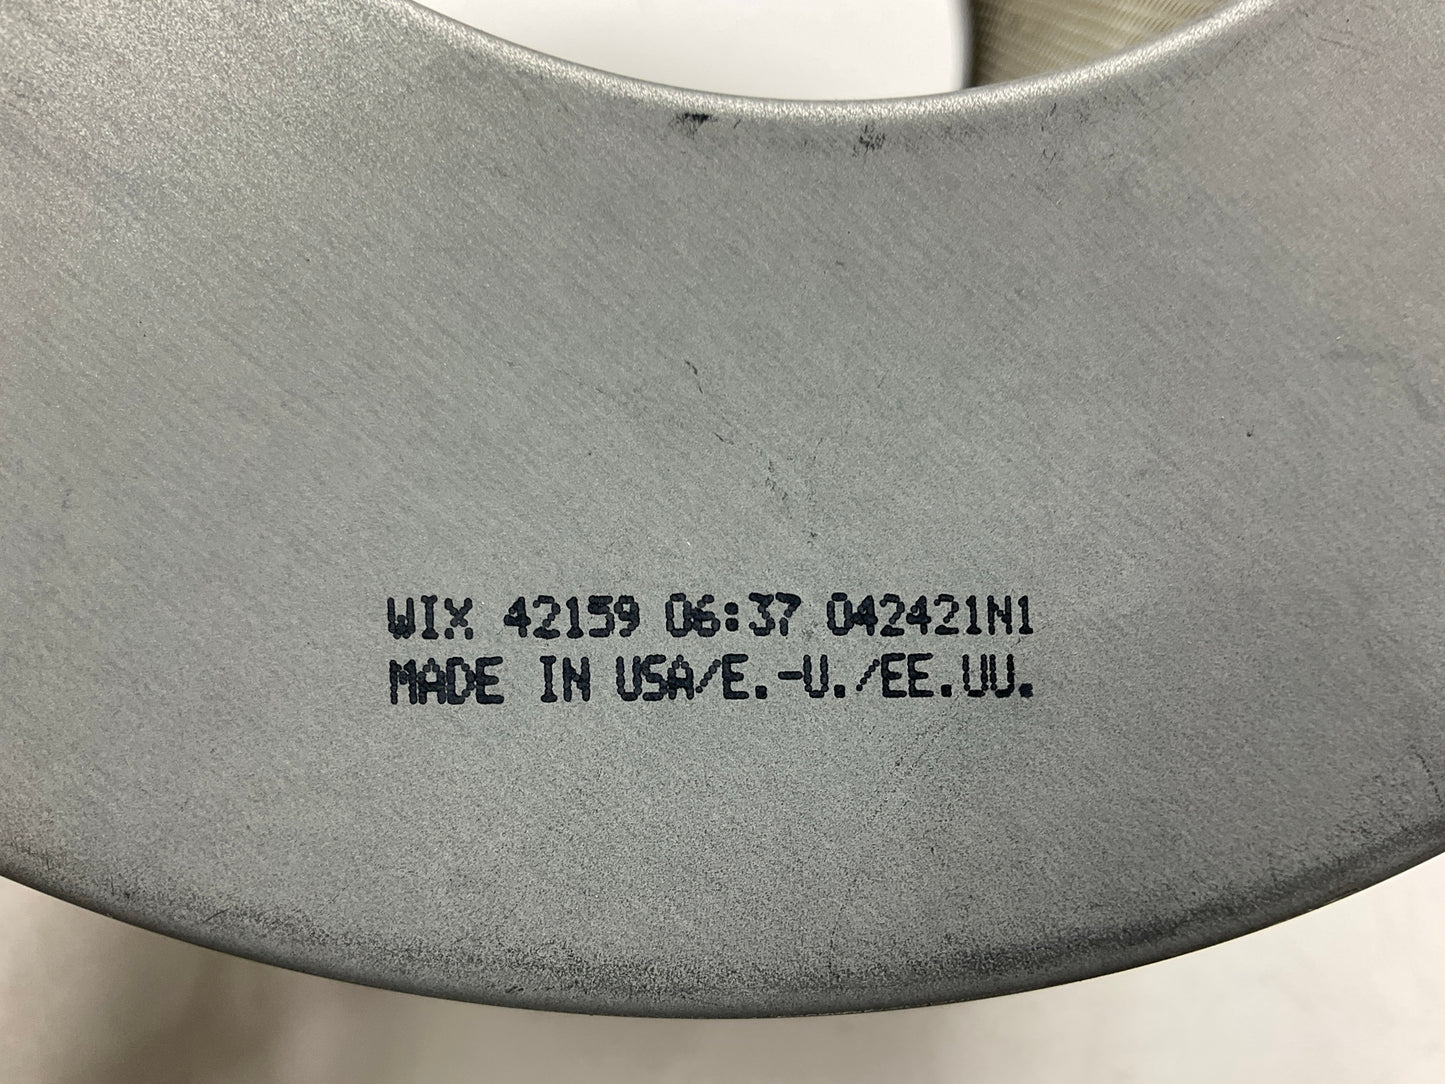 WIX 42159 06:37 042421N1
MADE IN USA/E.-U./EE.UU.